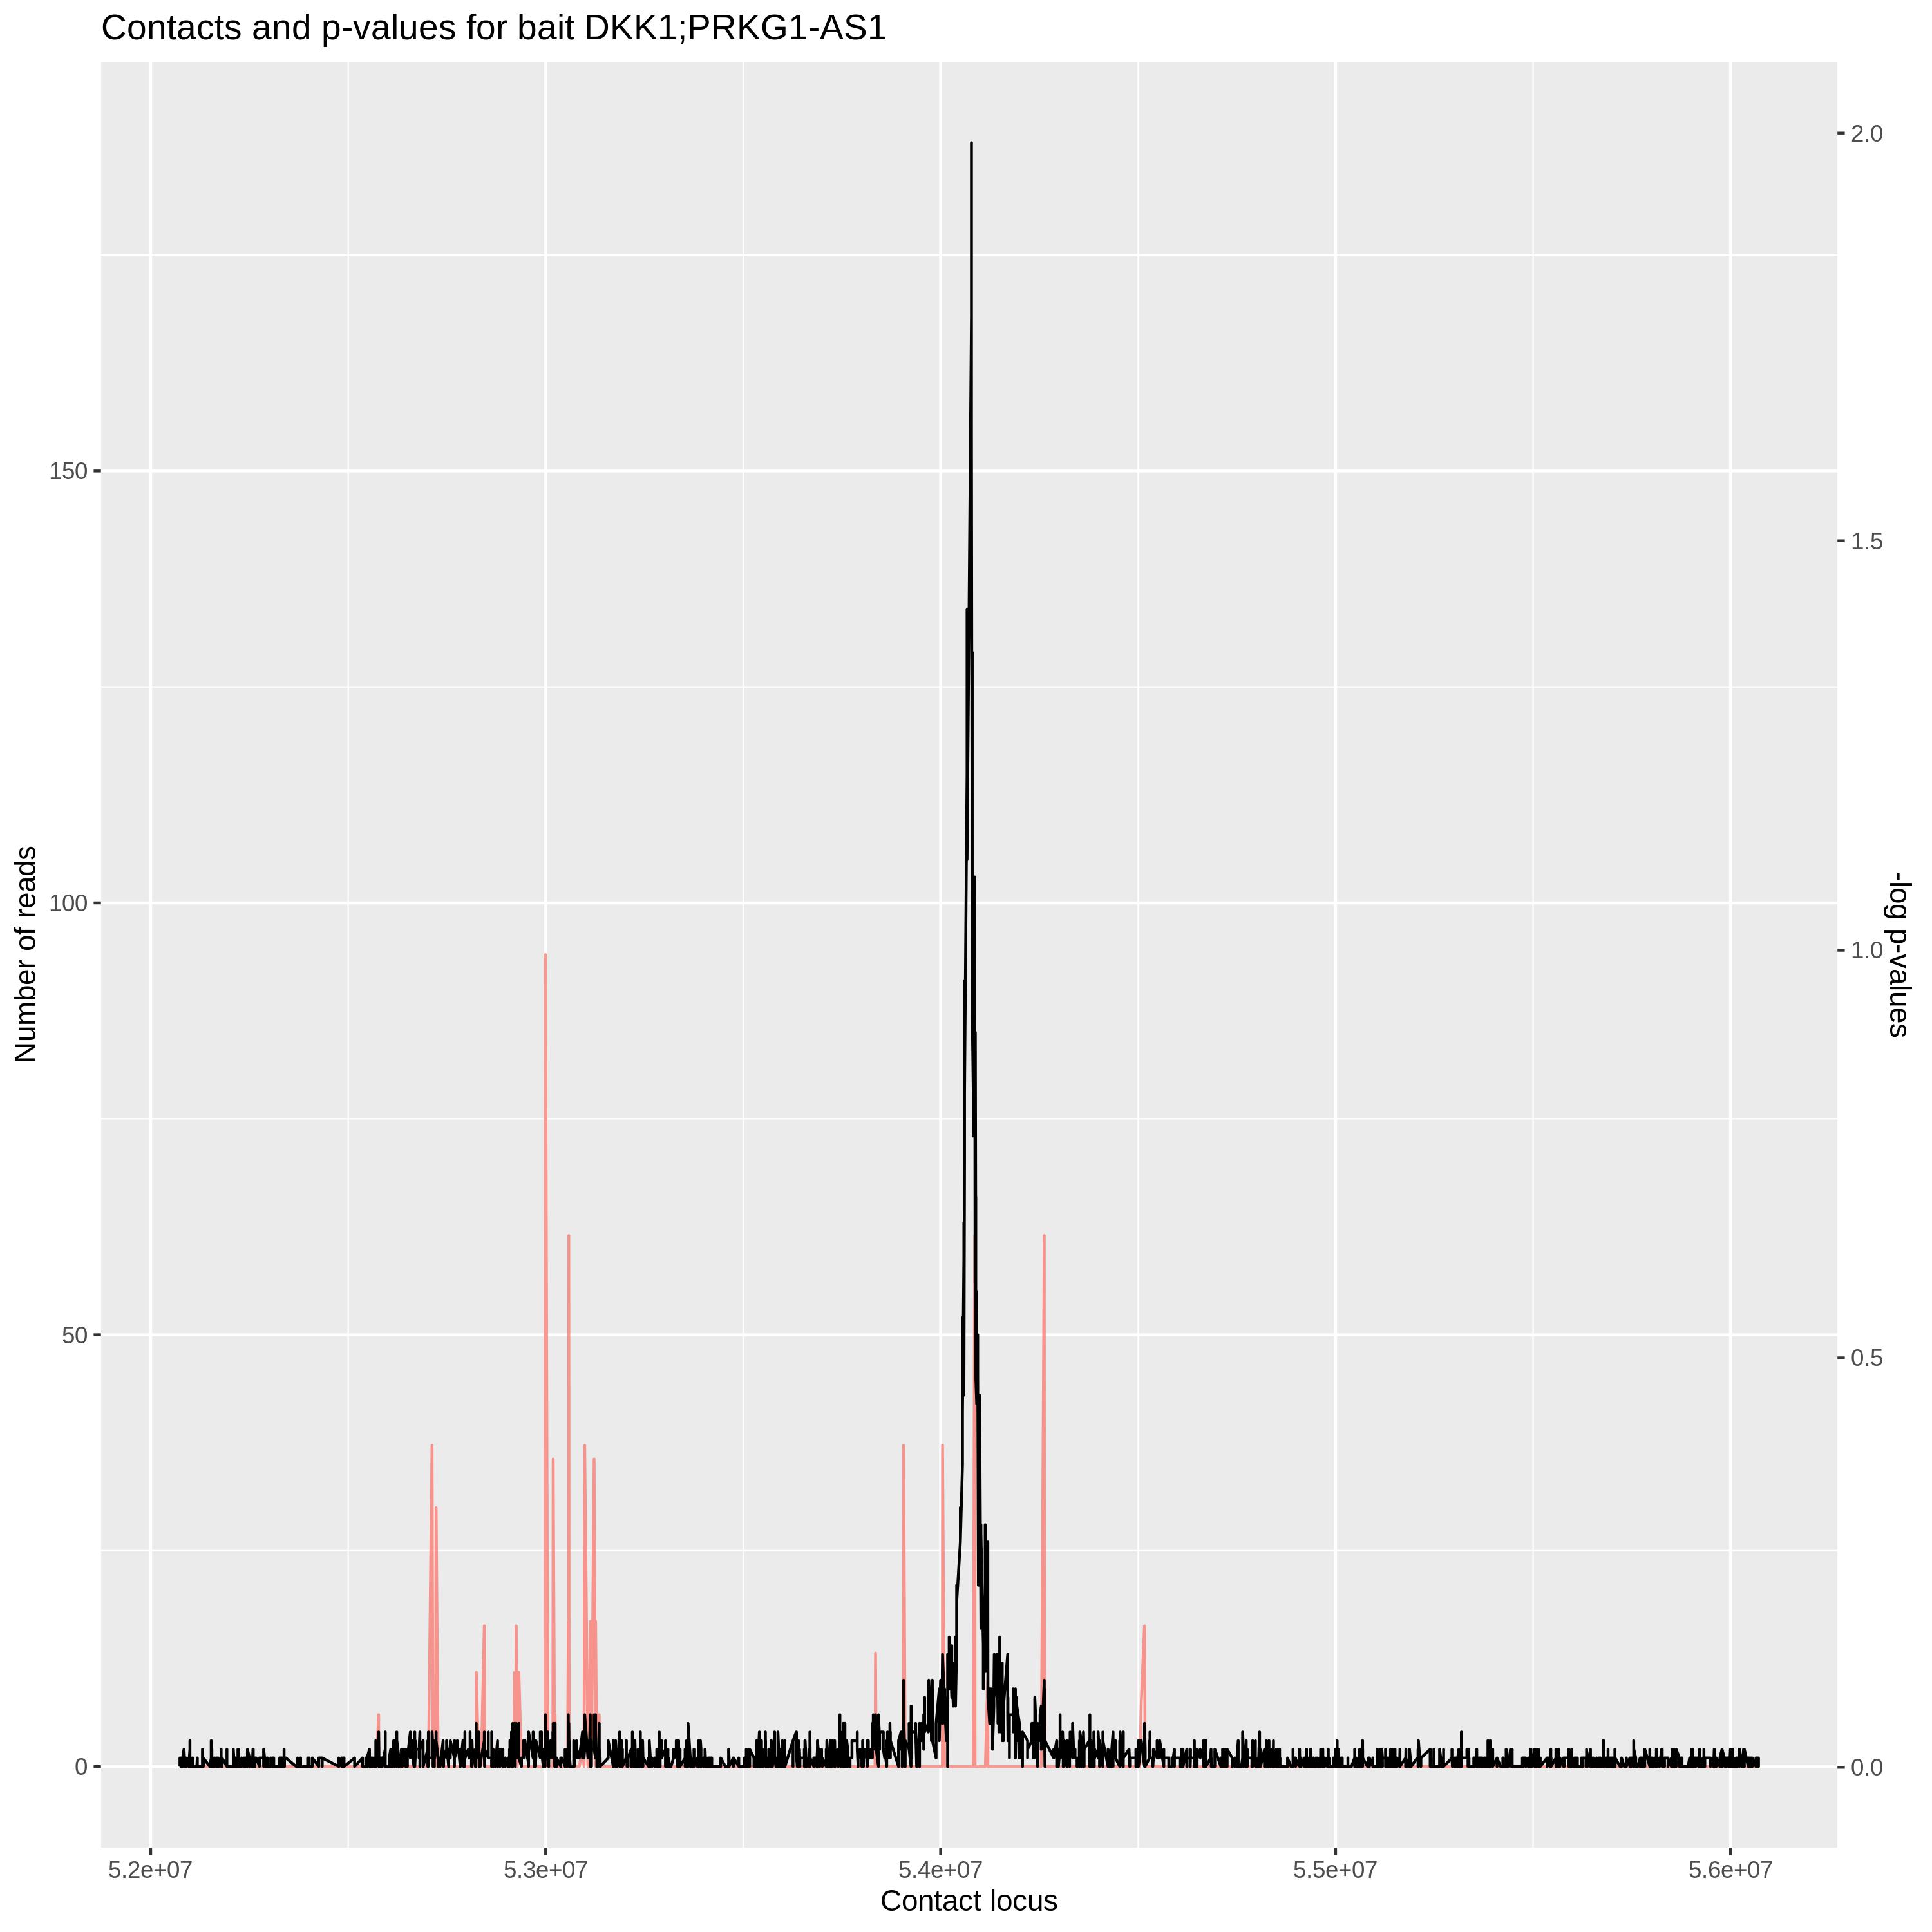 Contacts and p-values for bait DKK1;PRKG1-AS1
Number of reads
150
100
50
0
2.0
1.5
1.0
0.5
0.0
-log p-values
5.2e+07 5.3e+07 5.4e+07 5.5e+07 5.6e+07
Contact locus